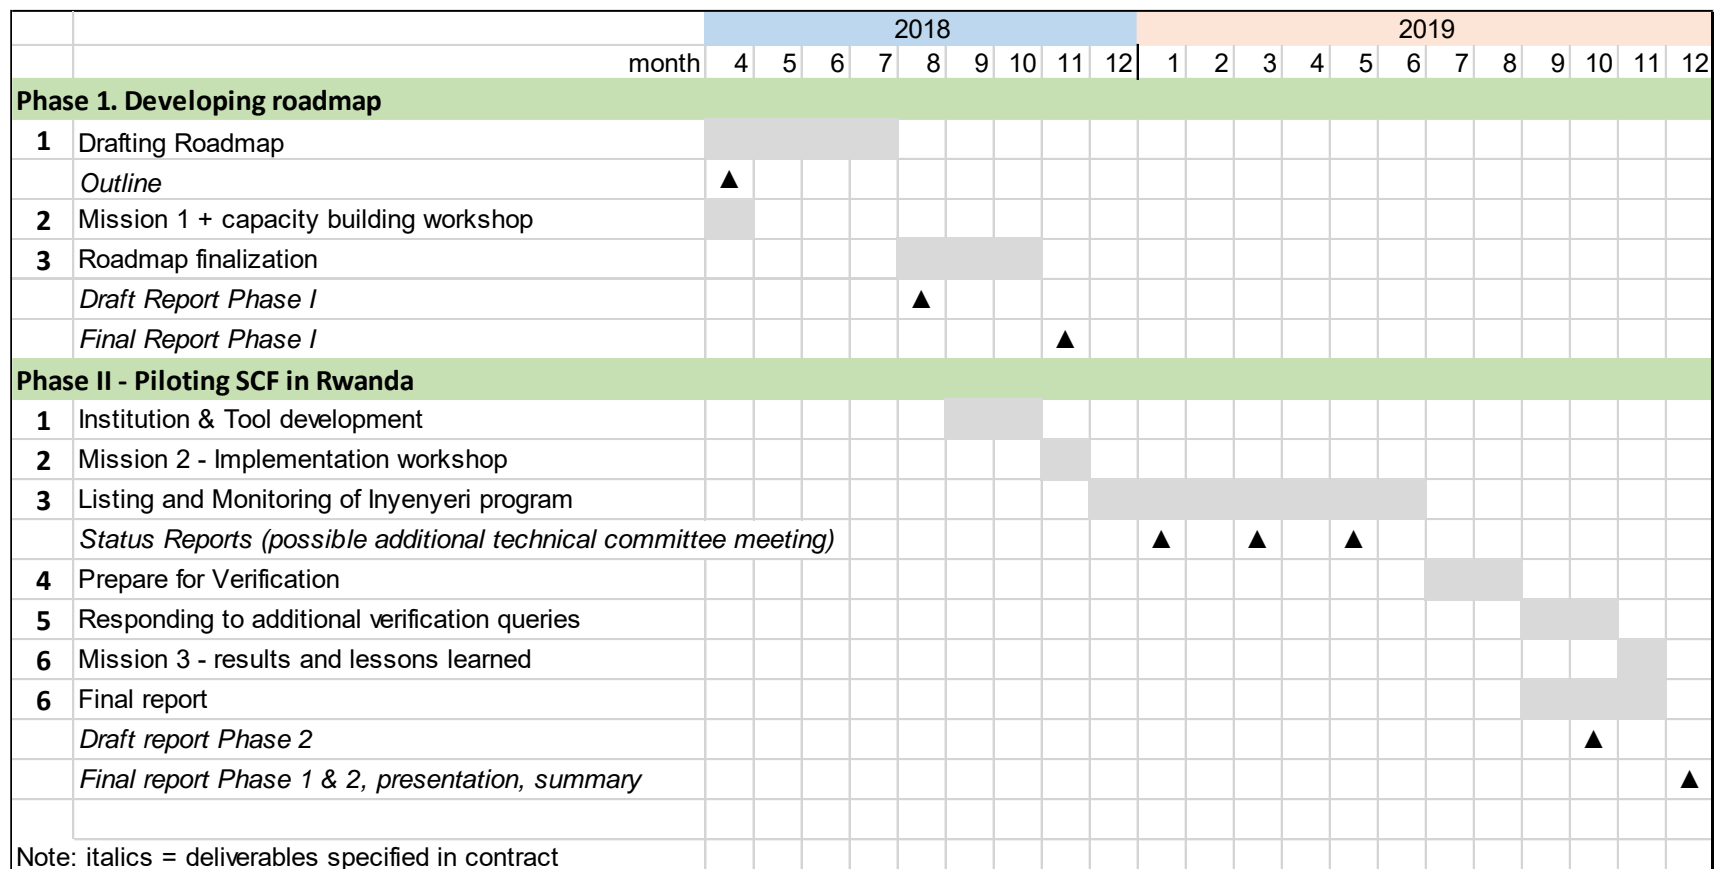 2018 2019
month 4 5 6 7 8 9 10 11 12 1 2 3 4 5 6 7 8 9 10 11 12
Phase 1. Developing roadmap
1 Drafting Roadmap
Outline ▲
2 Mission 1 + capacity building workshop
3 Roadmap finalization
Draft Report Phase I ▲
Final Report Phase I ▲
Phase II - Piloting SCF in Rwanda
1 Institution & Tool development
2 Mission 2 - Implementation workshop
3 Listing and Monitoring of Inyenyeri program
Status Reports (possible additional technical committee meeting) ▲ ▲ ▲
4 Prepare for Verification
5 Responding to additional verification queries
6 Mission 3 - results and lessons learned
6 Final report
Draft report Phase 2 ▲
Final report Phase 1 & 2, presentation, summary ▲
Note: italics = deliverables specified in contract